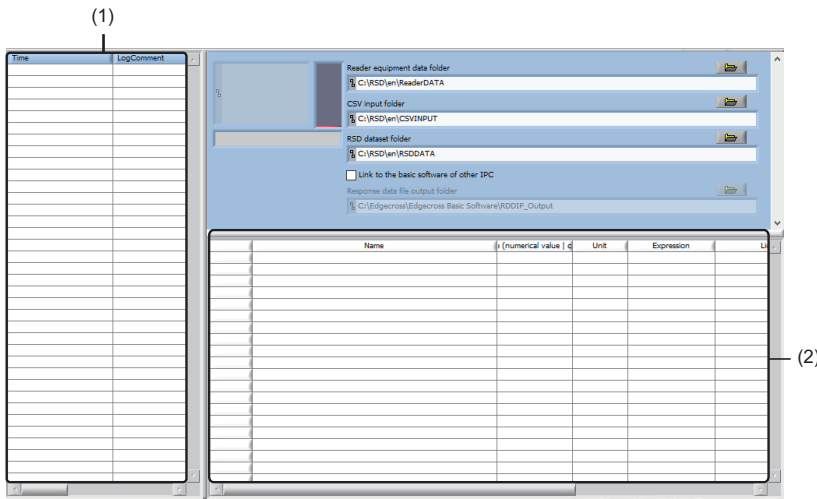 (1)
Time LogComment
Reader equipment data folder
C:\RSD\en\ReaderDATA
CSV input folder
C:\RSD\en\CSVINPUT
RSD dataset folder
C:\RSD\en\RSDDATA
Link to the basic software of other IPC
Response data file output folder
C:\Edgecross\Edgecross Basic Software\RDDIF_Output
Name (numerical value | Unit Expression
(2)